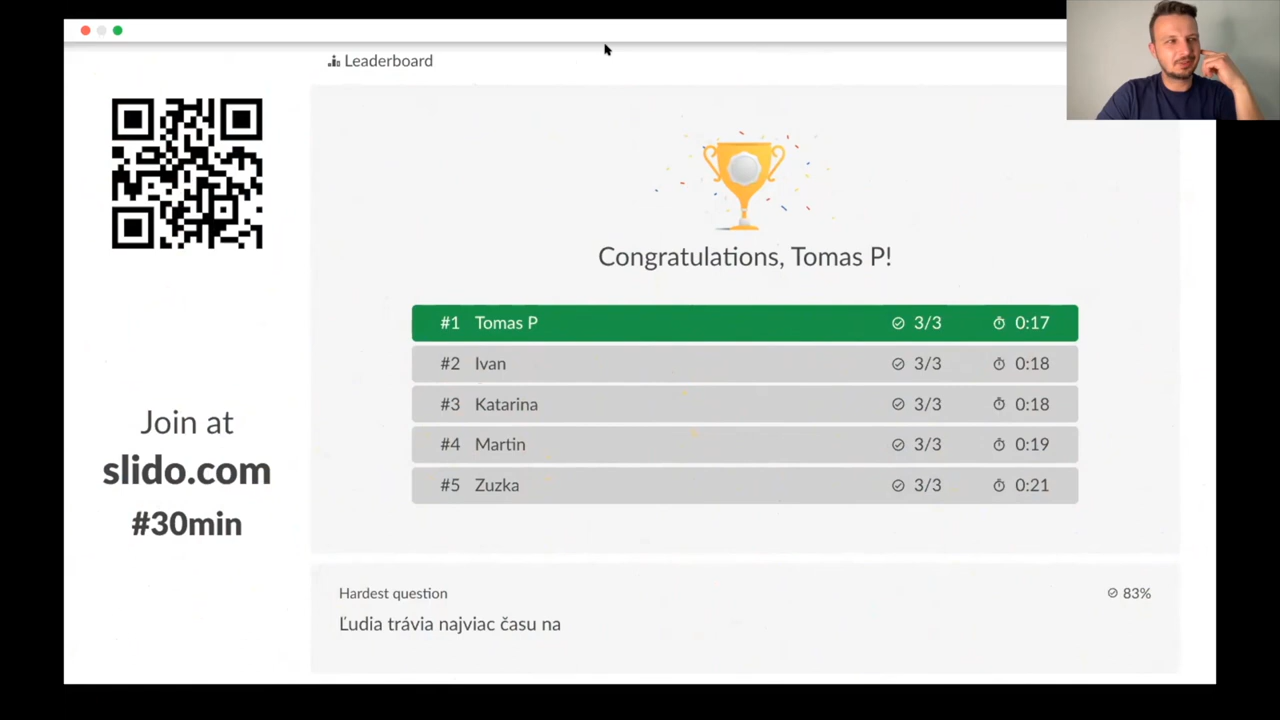 Leaderboard
Congratulations, Tomas P!
#1 Tomas P 3/3 0:17
#2 Ivan 3/3 0:18
#3 Katarina 3/3 0:18
#4 Martin 3/3 0:19
#5 Zuzka 3/3 0:21
Join at
slido.com
#30min
Hardest question 83%
Ľudia trávia najviac času na